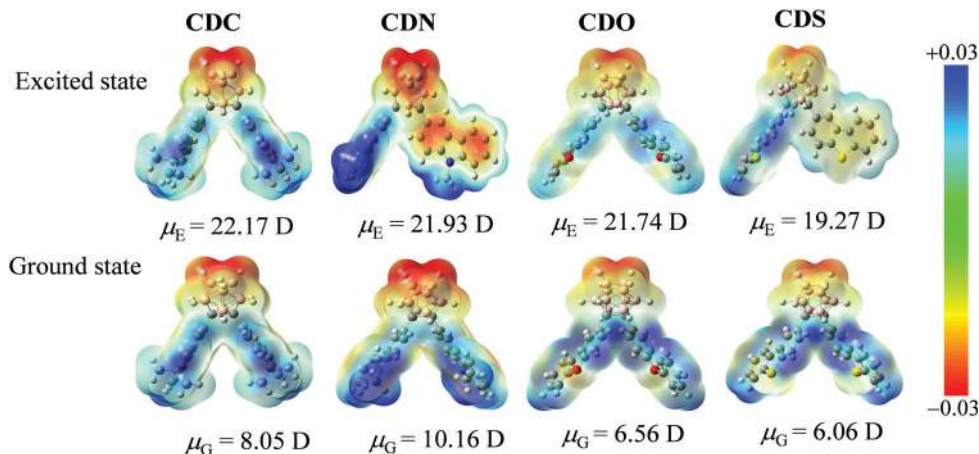 CDC CDN CDO CDS
+0.03
Excited state
μE = 22.17 D μE = 21.93 D μE = 21.74 D μE = 19.27 D
Ground state
−0.03
μG = 8.05 D μG = 10.16 D μG = 6.56 D μG = 6.06 D